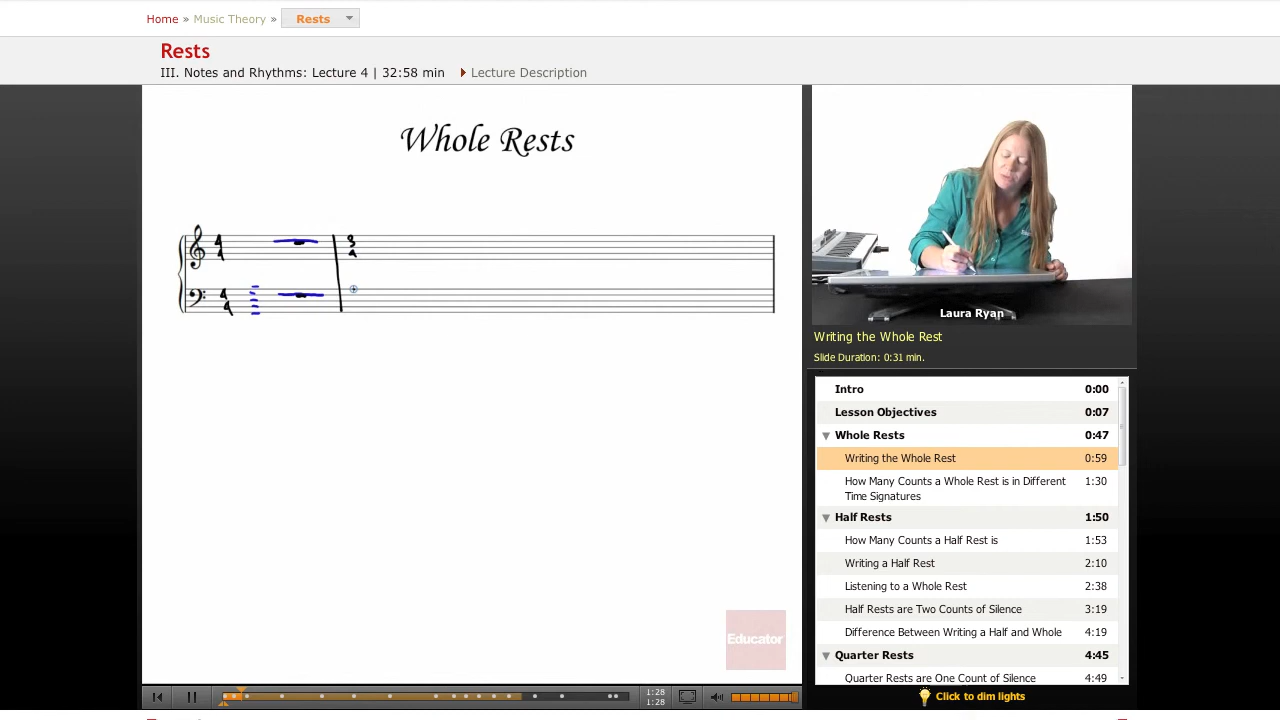 Home » Music Theory » Rests
Rests
III. Notes and Rhythms: Lecture 4 | 32:58 min Lecture Description
Whole Rests
4 3
4 4
4
4
Educator
1:28
1:28
Laura Ryan
Writing the Whole Rest
Slide Duration: 0:31 min.
Intro 0:00
Lesson Objectives 0:07
Whole Rests 0:47
Writing the Whole Rest 0:59
How Many Counts a Whole Rest is in Different 1:30
Time Signatures
Half Rests 1:50
How Many Counts a Half Rest is 1:53
Writing a Half Rest 2:10
Listening to a Whole Rest 2:38
Half Rests are Two Counts of Silence 3:19
Difference Between Writing a Half and Whole 4:19
Quarter Rests 4:45
Quarter Rests are One Count of Silence 4:49
Click to dim lights